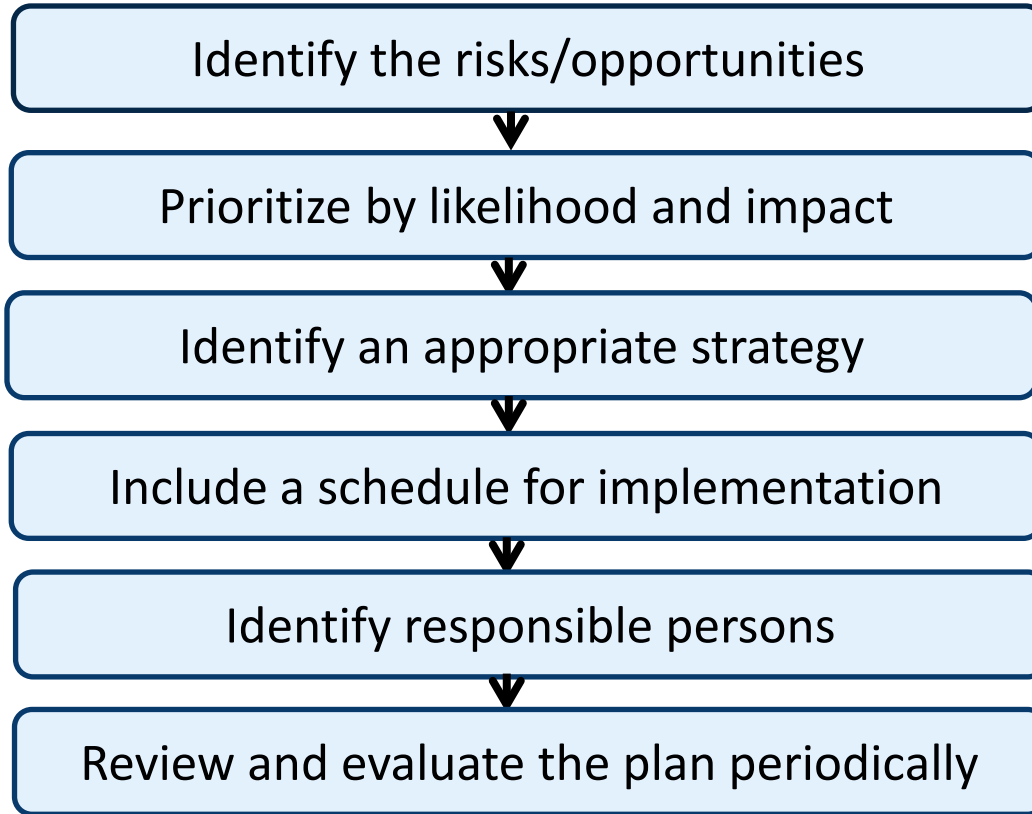 Identify the risks/opportunities
Prioritize by likelihood and impact
Identify an appropriate strategy
Include a schedule for implementation
Identify responsible persons
Review and evaluate the plan periodically